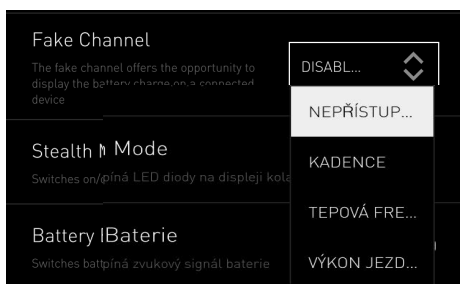 Fake Channel
The fake channel offers the opportunity to
display the battery charge on a connected
device
DISABL...
NEPŘÍSTUP...
KADENCE
TEPOVÁ FRE...
VÝKON JEZD...
Stealth Mode
Switches on/píná LED diody na displeji kola
Battery Baterie
Switches battpíná zvukový signál baterie